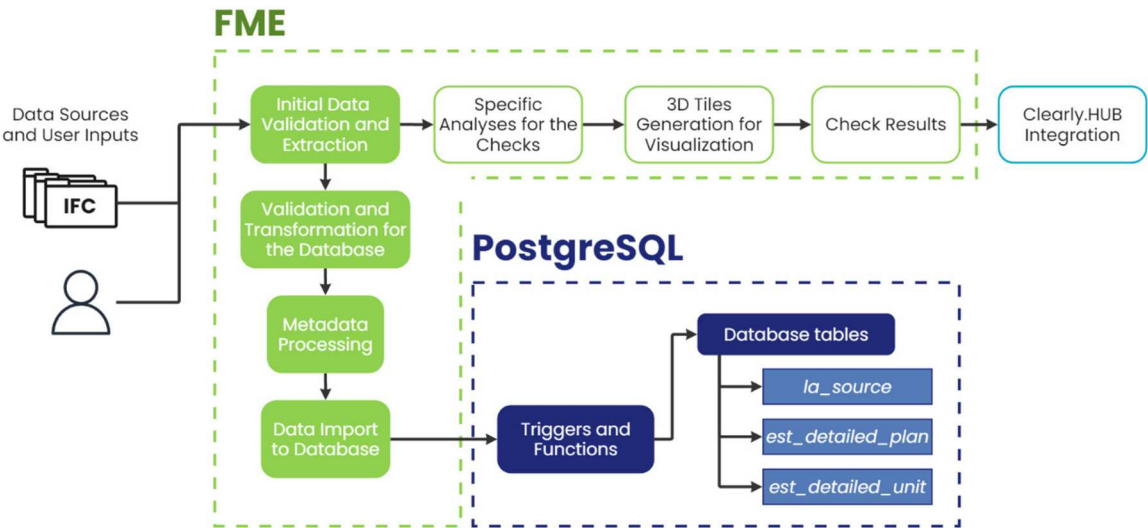 FME
Data Sources
and User Inputs
IFC
Initial Data
Validation and
Extraction
Specific
Analyses for the
Checks
3D Tiles
Generation for
Visualization
Check Results
Clearly.HUB
Integration
Validation and
Transformation for
the Database
Metadata
Processing
Data Import
to Database
PostgreSQL
Triggers and
Functions
Database tables
la_source
est_detailed_plan
est_detailed_unit